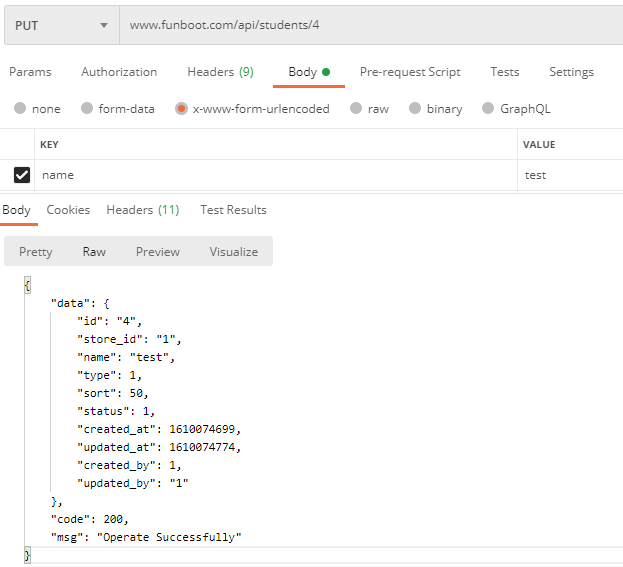 PUT www.funboot.com/api/students/4
Params Authorization Headers (9) Body Pre-request Script Tests Settings
none form-data x-www-form-urlencoded raw binary GraphQL
KEY VALUE
name test
Body Cookies Headers (11) Test Results
Pretty Raw Preview Visualize
{
"data": {
"id": "4",
"store_id": "1",
"name": "test",
"type": 1,
"sort": 50,
"status": 1,
"created_at": 1610074699,
"updated_at": 1610074774,
"created_by": 1,
"updated_by": "1"
},
"code": 200,
"msg": "Operate Successfully"
}